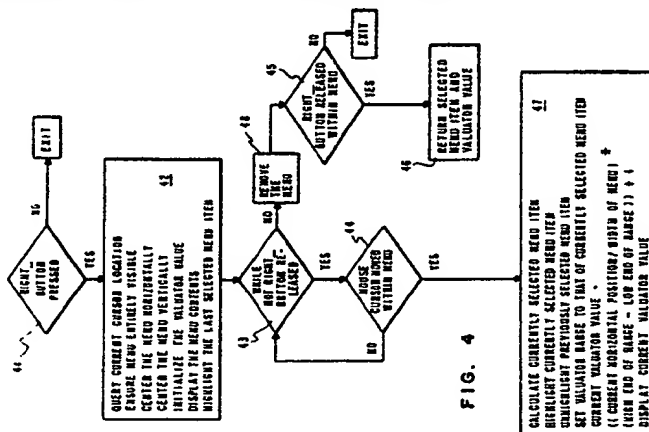 41
RIGHT
BUTTON
PRESSED
NO
EXIT
YES
42
QUERY CURRENT CURSOR LOCATION
ENSURE MENU ENTIRELY VISIBLE
CENTER THE MENU HORIZONTALLY
CENTER THE MENU VERTICALLY
INITIALIZE THE VALUATOR VALUE
DISPLAY THE MENU CONTENTS
HIGHLIGHT THE LAST SELECTED MENU ITEM
43
WHILE
NOT RIGHT
BUTTON RE-
LEASED
NO
48
REMOVE
THE
MENU
45
RIGHT
BUTTON RELEASED
WITHIN MENU
NO
EXIT
YES
46
RETURN SELECTED
MENU ITEM AND
VALUATOR VALUE
YES
44
MOUSE
CURSOR MOVED
WITHIN MENU
NO
YES
47
CALCULATE CURRENTLY SELECTED MENU ITEM
HIGHLIGHT CURRENTLY SELECTED MENU ITEM
UNHIGHLIGHT PREVIOUSLY SELECTED MENU ITEM
SET VALUATOR RANGE TO THAT OF CURRENTLY SELECTED MENU ITEM
CURRENT VALUATOR VALUE =
(( CURRENT HORIZONTAL POSITION/ WIDTH OF MENU) *
(HIGH END OF RANGE - LOW END OF RANGE )) +
DISPLAY CURRENT VALUATOR VALUE
FIG. 4